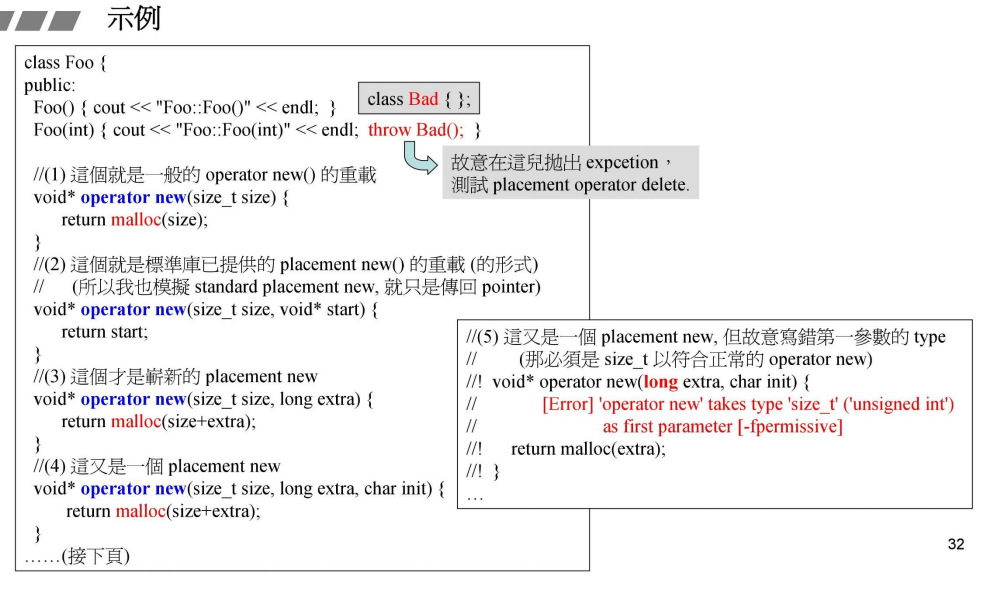 示例
class Foo {
public:
Foo() { cout << "Foo::Foo()" << endl; }
Foo(int) { cout << "Foo::Foo(int)" << endl; throw Bad(); }
class Bad { };
故意在這兒拋出 expcetion，
測試 placement operator delete.
//(1) 這個就是一般的 operator new() 的重載
void* operator new(size_t size) {
return malloc(size);
}
//(2) 這個就是標準庫已提供的 placement new() 的重載 (的形式)
// (所以我也模擬 standard placement new, 就只是傳回 pointer)
void* operator new(size_t size, void* start) {
return start;
}
//(3) 這個才是嶄新的 placement new
void* operator new(size_t size, long extra) {
return malloc(size+extra);
}
//(4) 這又是一個 placement new
void* operator new(size_t size, long extra, char init) {
return malloc(size+extra);
}
……(接下頁)
//(5) 這又是一個 placement new, 但故意寫錯第一參數的 type
// (那必須是 size_t 以符合正常的 operator new)
//! void* operator new(long extra, char init) {
// [Error] 'operator new' takes type 'size_t' ('unsigned int')
// as first parameter [-fpermissive]
//! return malloc(extra);
//! }
…
32